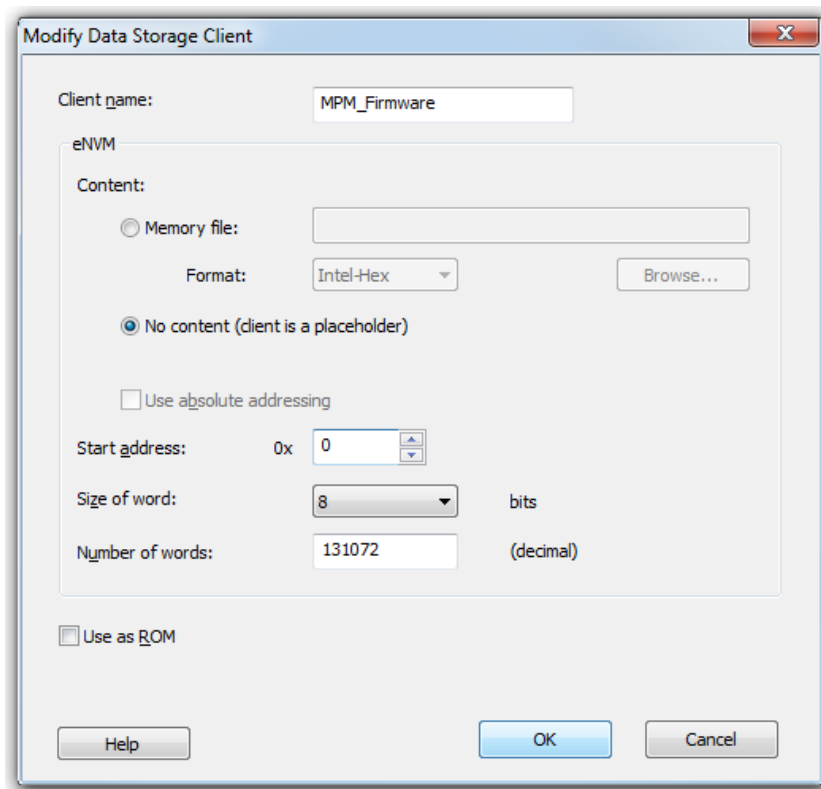 Modify Data Storage Client
X
Client name: MPM_Firmware
eNVM
Content:
Memory file:
Format: Intel-Hex Browse...
No content (client is a placeholder)
Use absolute addressing
Start address: 0x 0
Size of word: 8 bits
Number of words: 131072 (decimal)
Use as ROM
Help OK Cancel